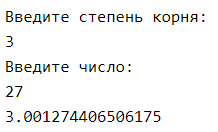 Введите степень корня:
3
Введите число:
27
3.001274406506175